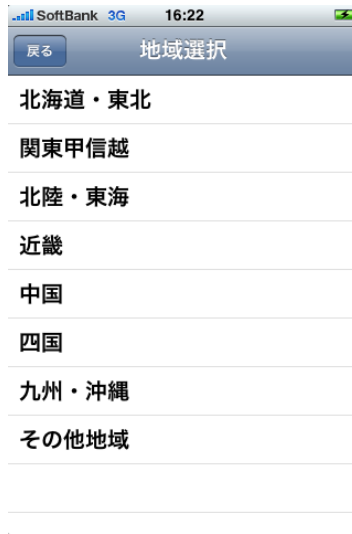 SoftBank 3G 16:22
戻る 地域選択
北海道・東北
関東甲信越
北陸・東海
近畿
中国
四国
九州・沖縄
その他地域